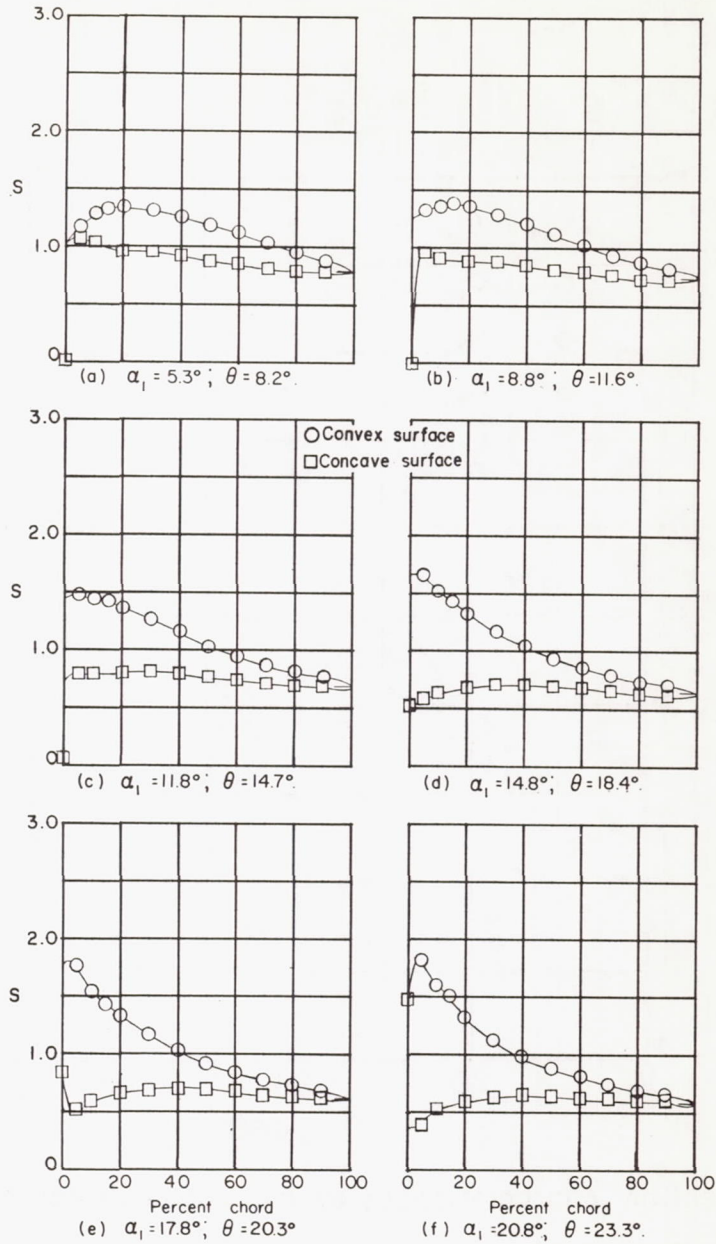 3.0
2.0
S
1.0
0
(a) α₁ = 5.3°; θ = 8.2°.
(b) α₁ = 8.8°; θ = 11.6°.
3.0
Convex surface
Concave surface
2.0
S
1.0
0
(c) α₁ = 11.8°; θ = 14.7°.
(d) α₁ = 14.8°; θ = 18.4°.
3.0
2.0
S
1.0
0
0 20 40 60 80 100
0 20 40 60 80 100
Percent chord
Percent chord
(e) α₁ = 17.8°; θ = 20.3°
(f) α₁ = 20.8°; θ = 23.3°.